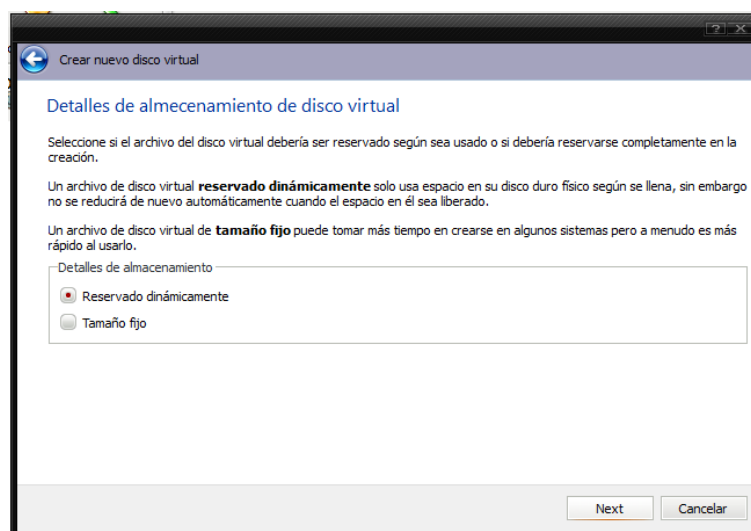 Crear nuevo disco virtual
Detalles de almecenamiento de disco virtual
Seleccione si el archivo del disco virtual debería ser reservado según sea usado o si debería reservarse completamente en la
creación.
Un archivo de disco virtual reservado dinámicamente solo usa espacio en su disco duro físico según se llena, sin embargo
no se reducirá de nuevo automáticamente cuando el espacio en él sea liberado.
Un archivo de disco virtual de tamaño fijo puede tomar más tiempo en crearse en algunos sistemas pero a menudo es más
rápido al usarlo.
Detalles de almacenamiento
Reservado dinámicamente
Tamaño fijo
Next Cancelar